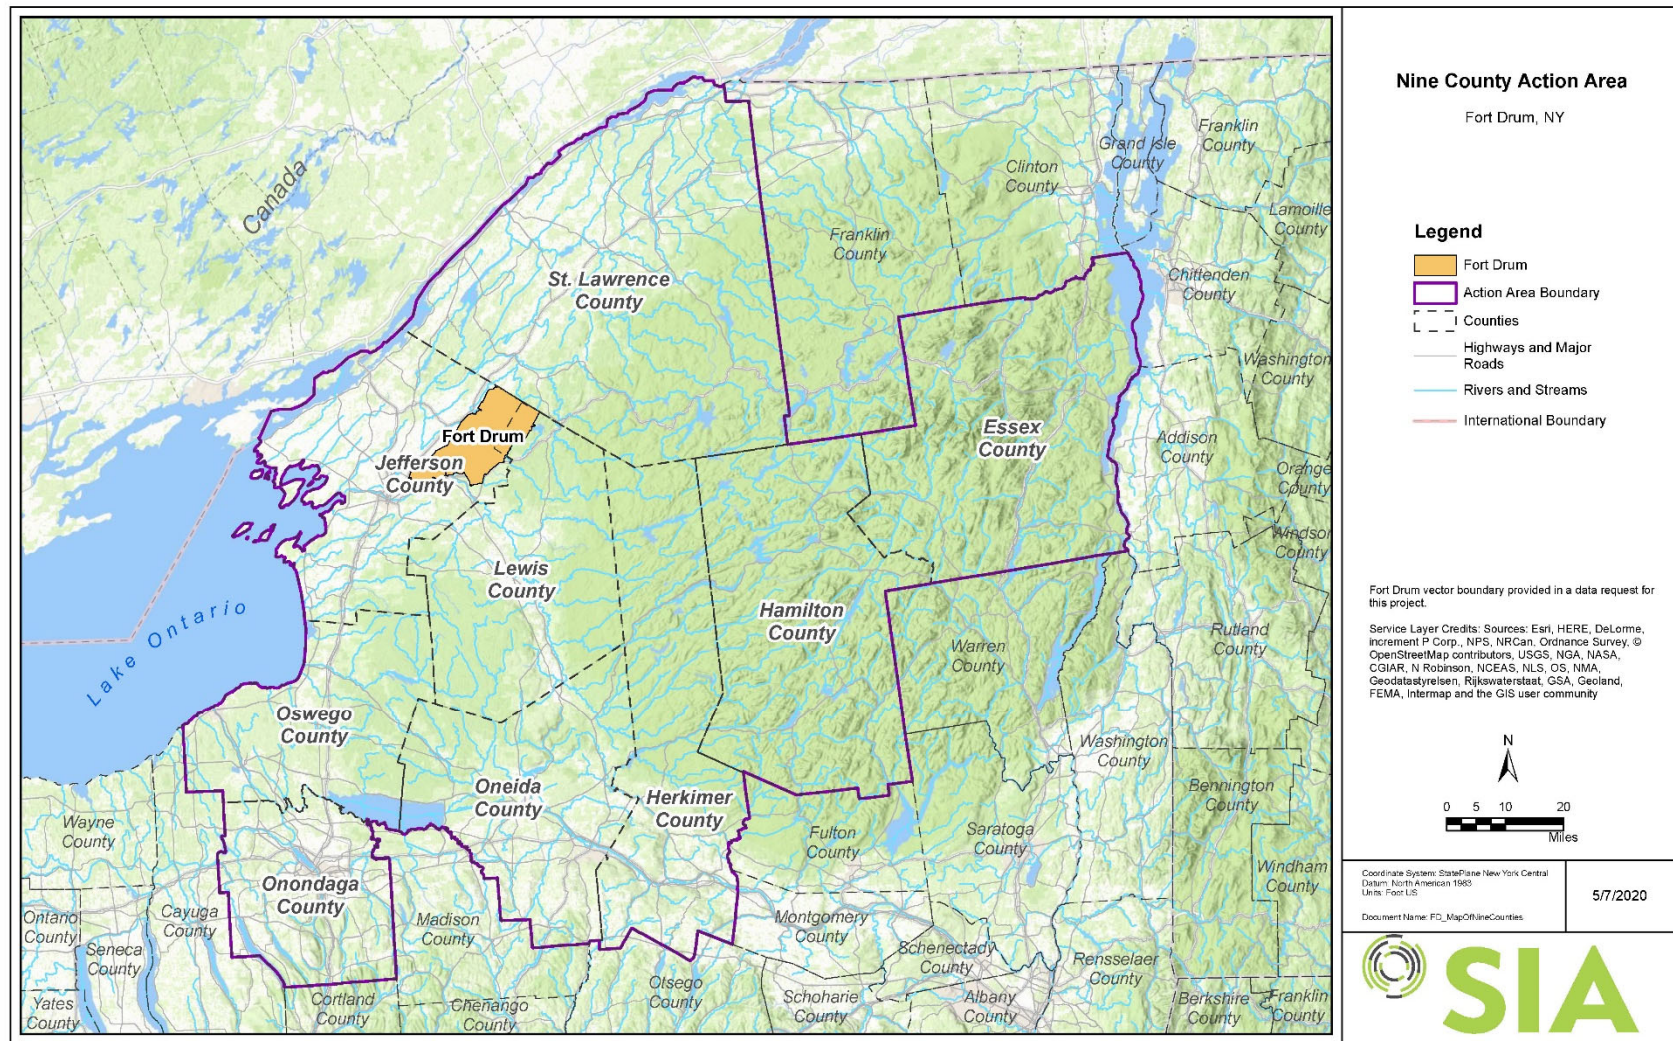 Canada
Grand Isle
County
Franklin
County
Clinton
County
Lamoille
County
Franklin
County
St. Lawrence
County
Chittenden
County
Washington
County
Fort Drum
Jefferson
County
Essex
County
Addison
County
Orange
County
Windsor
County
Lewis
County
Hamilton
County
Lake Ontario
Warren
County
Rutland
County
Oswego
County
Washington
County
Oneida
County
Herkimer
County
Bennington
County
Wayne
County
Fulton
County
Saratoga
County
Windham
County
Onondaga
County
Ontario
County
Cayuga
County
Madison
County
Montgomery
County
Seneca
County
Schenectady
County
Rensselaer
County
Yates
County
Cortland
County
Chenango
County
Otsego
County
Schoharie
County
Albany
County
Berkshire
County
Franklin
County
Nine County Action Area
Fort Drum, NY
Legend
Fort Drum
Action Area Boundary
Counties
Highways and Major
Roads
Rivers and Streams
International Boundary
Fort Drum vector boundary provided in a data request for
this project.
Service Layer Credits: Sources: Esri, HERE, DeLorme,
increment P Corp., NPS, NRCan, Ordnance Survey, ©
OpenStreetMap contributors, USGS, NGA, NASA,
CGIAR, N Robinson, NCEAS, NLS, OS, NMA,
Geodatastyrelsen, Rijkswaterstaat, GSA, Geoland,
FEMA, Intermap and the GIS user community
N
0 5 10 20
Miles
Coordinate System: StatePlane New York Central
Datum: North American 1983
Units: Foot US
Document Name: FD_MapOfNineCounties
5/7/2020
SIA